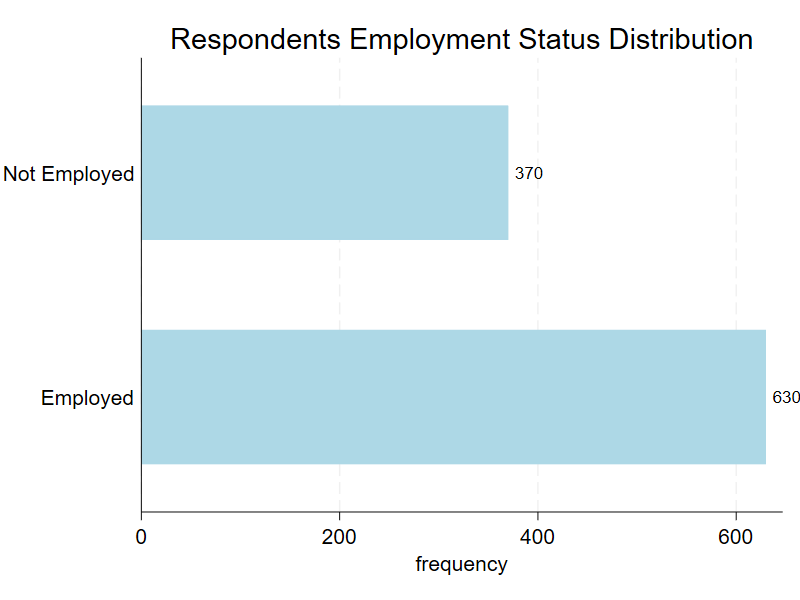 Respondents Employment Status Distribution
Not Employed
370
Employed
630
0 200 400 600
frequency